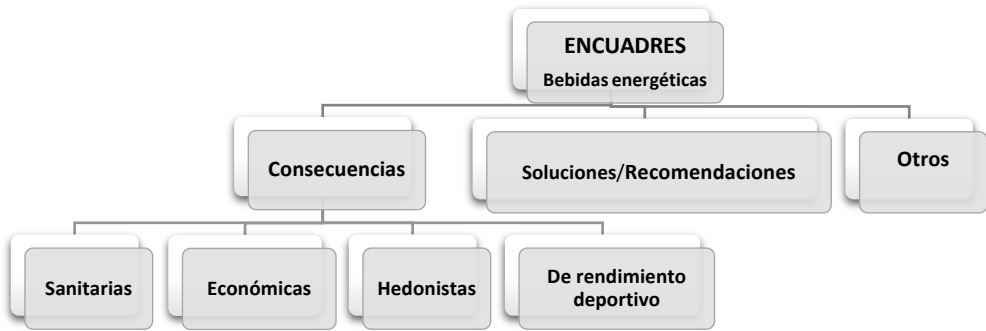 ENCUADRES
Bebidas energéticas
Consecuencias
Soluciones/Recomendaciones
Otros
Sanitarias
Económicas
Hedonistas
De rendimiento
deportivo